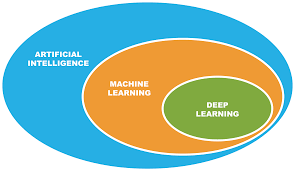 ARTIFICIAL
INTELLIGENCE
MACHINE
LEARNING
DEEP
LEARNING